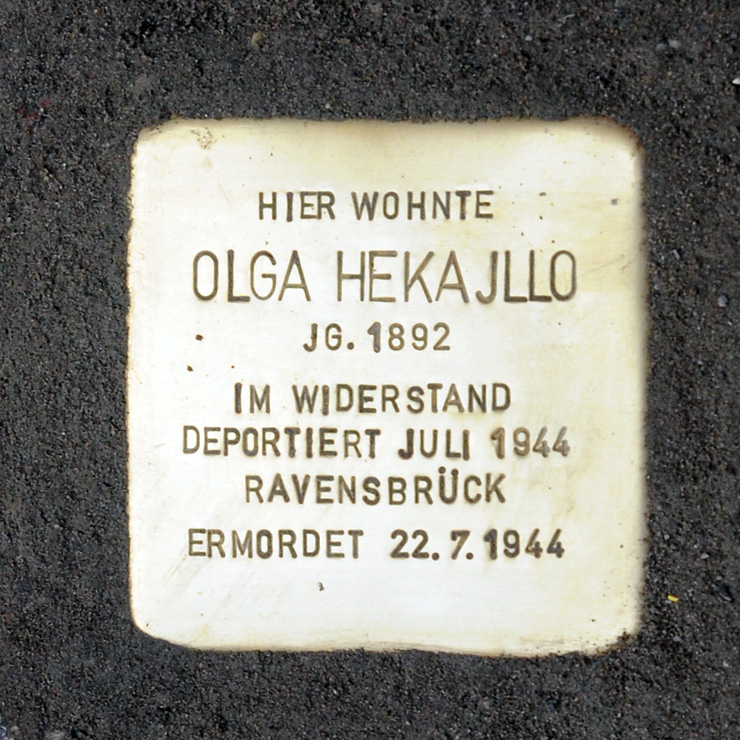 HIER WOHNTE
OLGA HEKAJLLO
JG. 1892
IM WIDERSTAND
DEPORTIERT JULI 1944
RAVENSBRÜCK
ERMORDET 22.7.1944